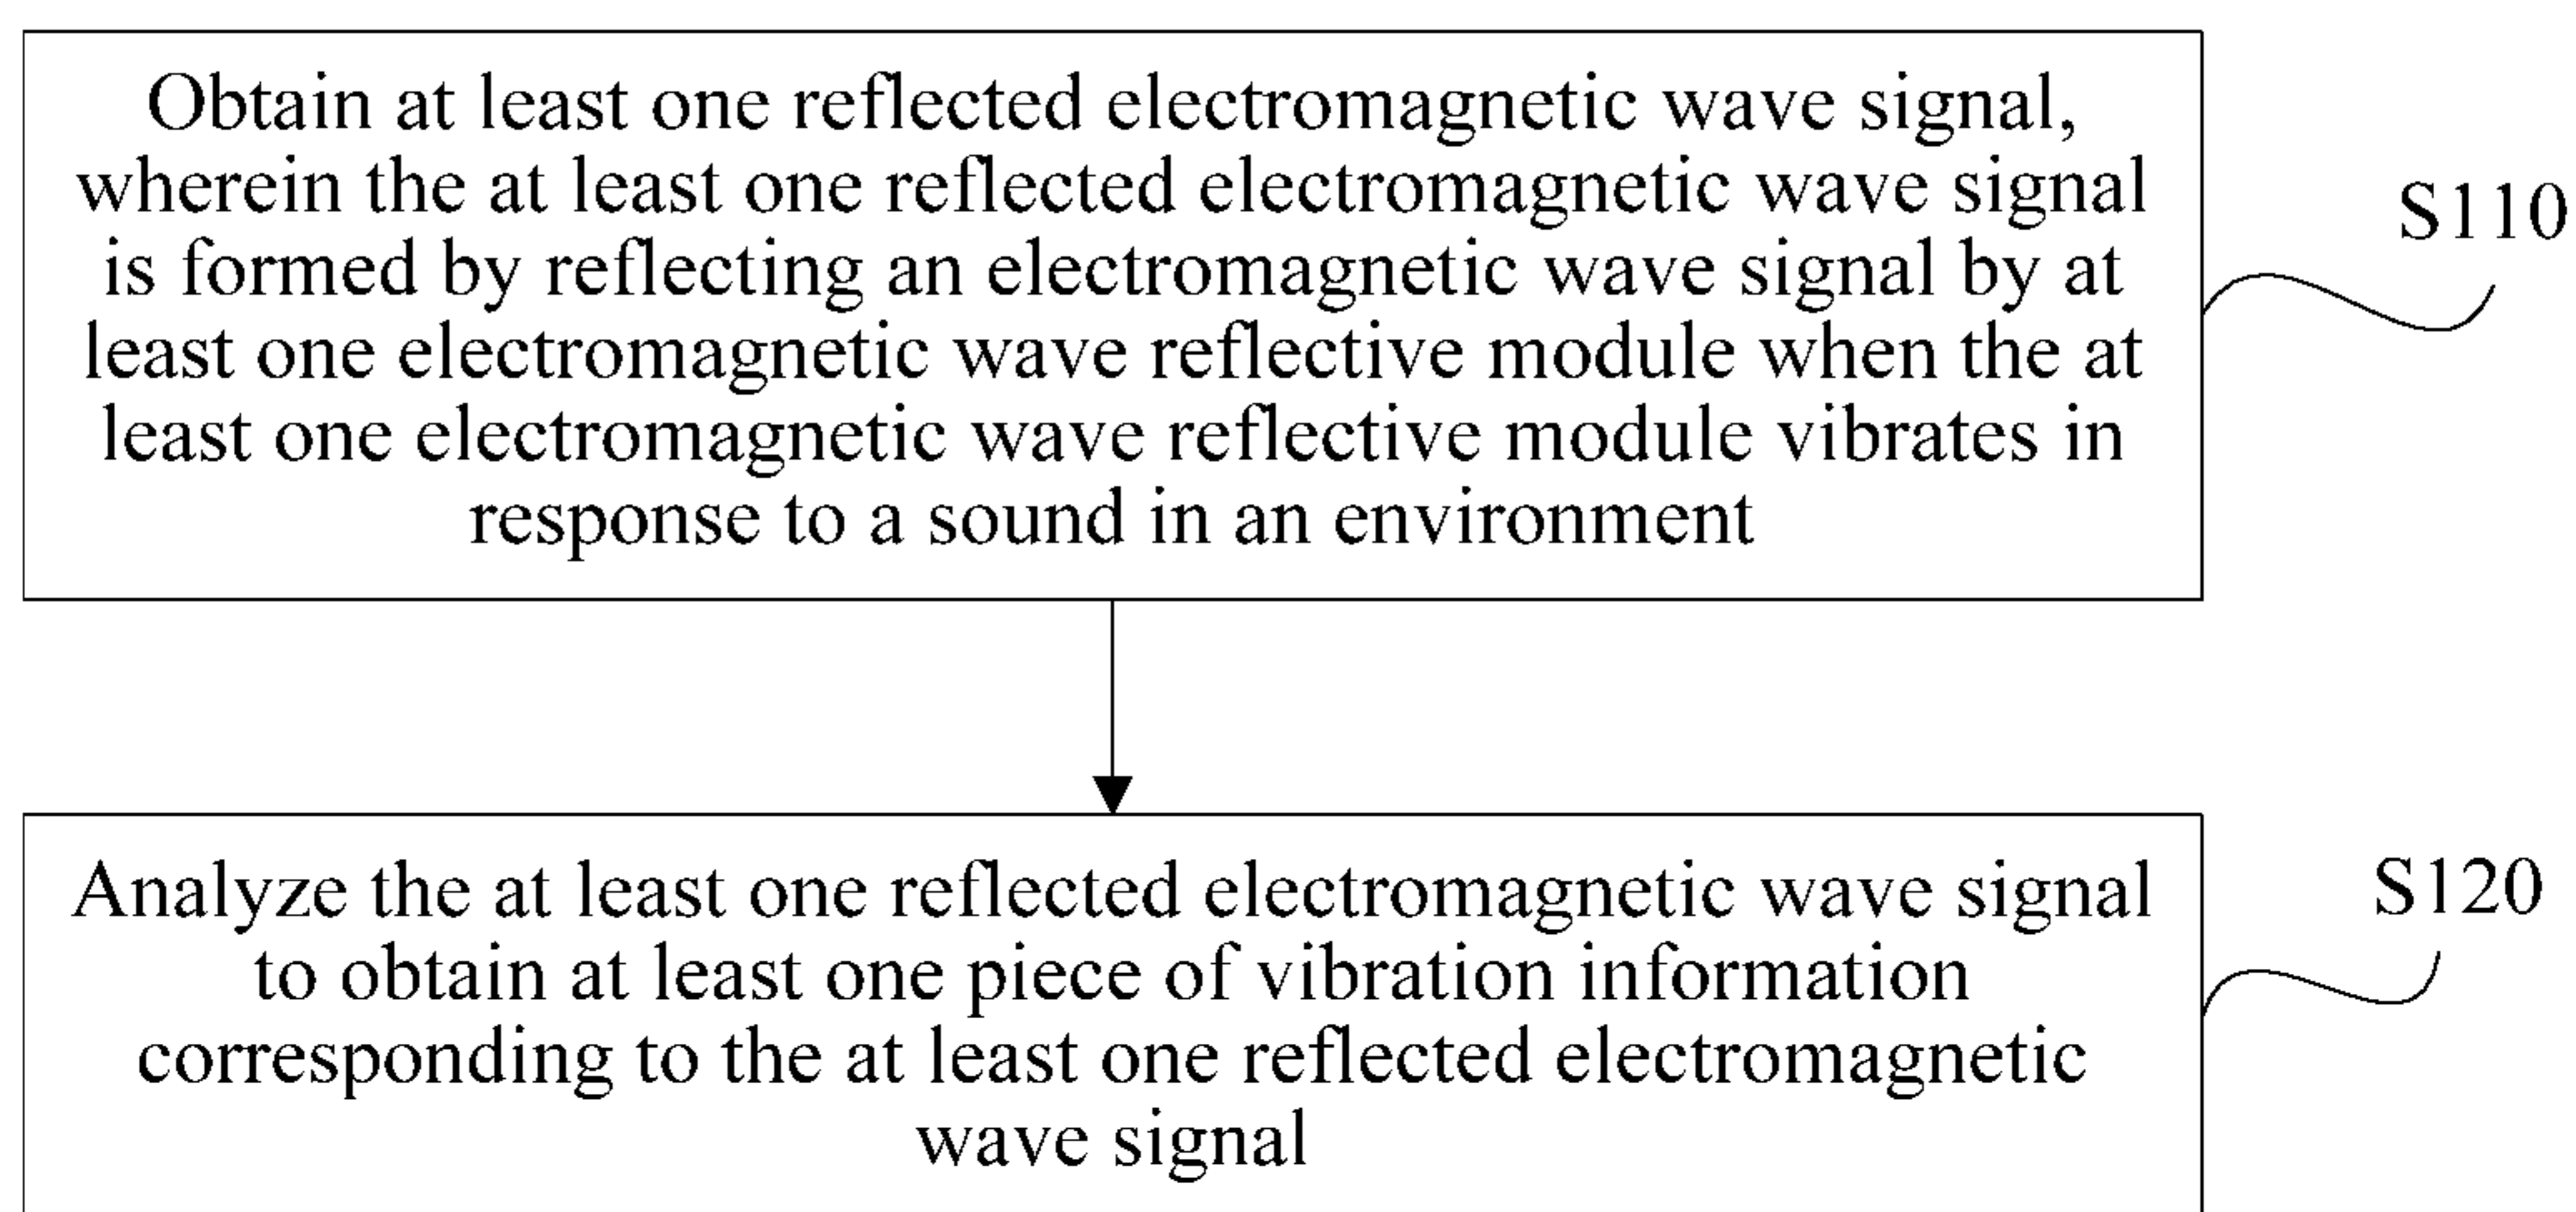 Obtain at least one reflected electromagnetic wave signal,
wherein the at least one reflected electromagnetic wave signal
is formed by reflecting an electromagnetic wave signal by at
least one electromagnetic wave reflective module when the at
least one electromagnetic wave reflective module vibrates in
response to a sound in an environment
S110
Analyze the at least one reflected electromagnetic wave signal
to obtain at least one piece of vibration information
corresponding to the at least one reflected electromagnetic
wave signal
S120